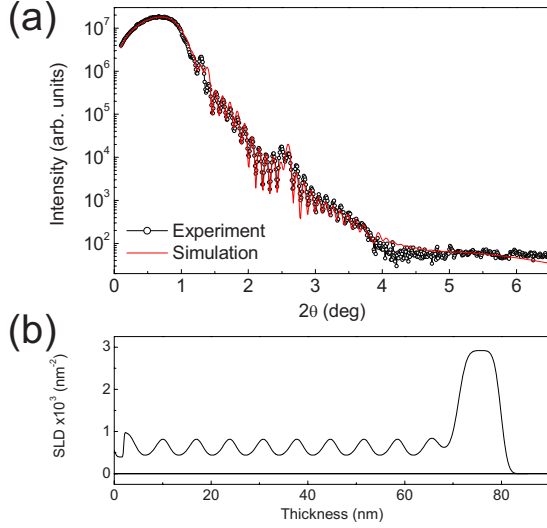 (a)
10⁷
10⁶
10⁵
10⁴
10³
10²
Intensity (arb. units)
Experiment
Simulation
0 1 2 3 4 5 6
2θ (deg)
(b)
3
2
1
0
SLD x10³ (nm⁻²)
0 20 40 60 80
Thickness (nm)